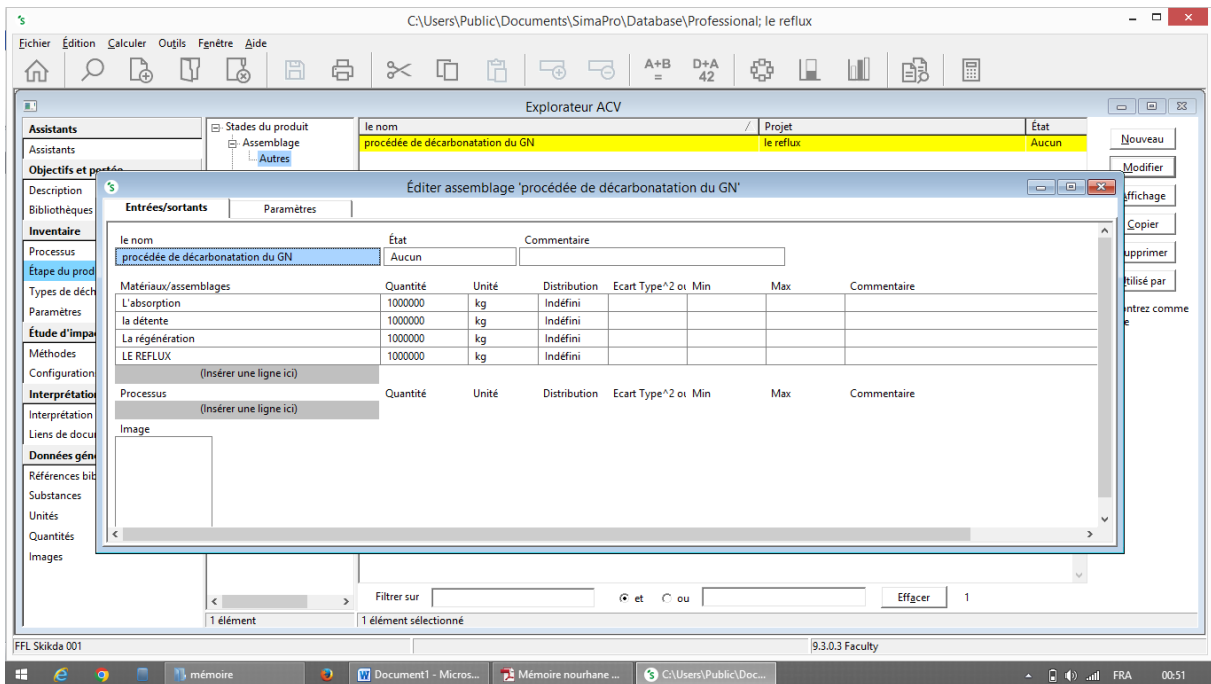 C:\Users\Public\Documents\SimaPro\Database\Professional; le reflux
Fichier Édition Calculer Outils Fenêtre Aide
A+B
=
D+A
42
Explorateur ACV
Assistants
Assistants
Objectifs et portée
Description
Bibliothèques
Inventaire
Processus
Étape du prod
Types de déch
Paramètres
Étude d'impa
Méthodes
Configuration
Interprétation
Interprétation
Liens de docu
Données géné
Références bib
Substances
Unités
Quantités
Images
Stades du produit
Assemblage
Autres
le nom / Projet État
procédée de décarbonatation du GN le reflux Aucun
Nouveau
Modifier
Affichage
Copier
upprimer
Utilisé par
ntrez comme
e
Éditer assemblage 'procédée de décarbonatation du GN'
Entrées/sortants Paramètres
le nom État Commentaire
procédée de décarbonatation du GN Aucun
Matériaux/assemblages Quantité Unité Distribution Ecart Type^2 ou Min Max Commentaire
L'absorption 1000000 kg Indéfini
la détente 1000000 kg Indéfini
La régénération 1000000 kg Indéfini
LE REFLUX 1000000 kg Indéfini
(Insérer une ligne ici)
Processus Quantité Unité Distribution Ecart Type^2 ou Min Max Commentaire
(Insérer une ligne ici)
Image
Filtrer sur et ou Effacer 1
1 élément 1 élément sélectionné
FFL Skikda 001 9.3.0.3 Faculty
mémoire Document1 - Micros... Mémoire nourhane ... C:\Users\Public\Doc... FRA 00:51